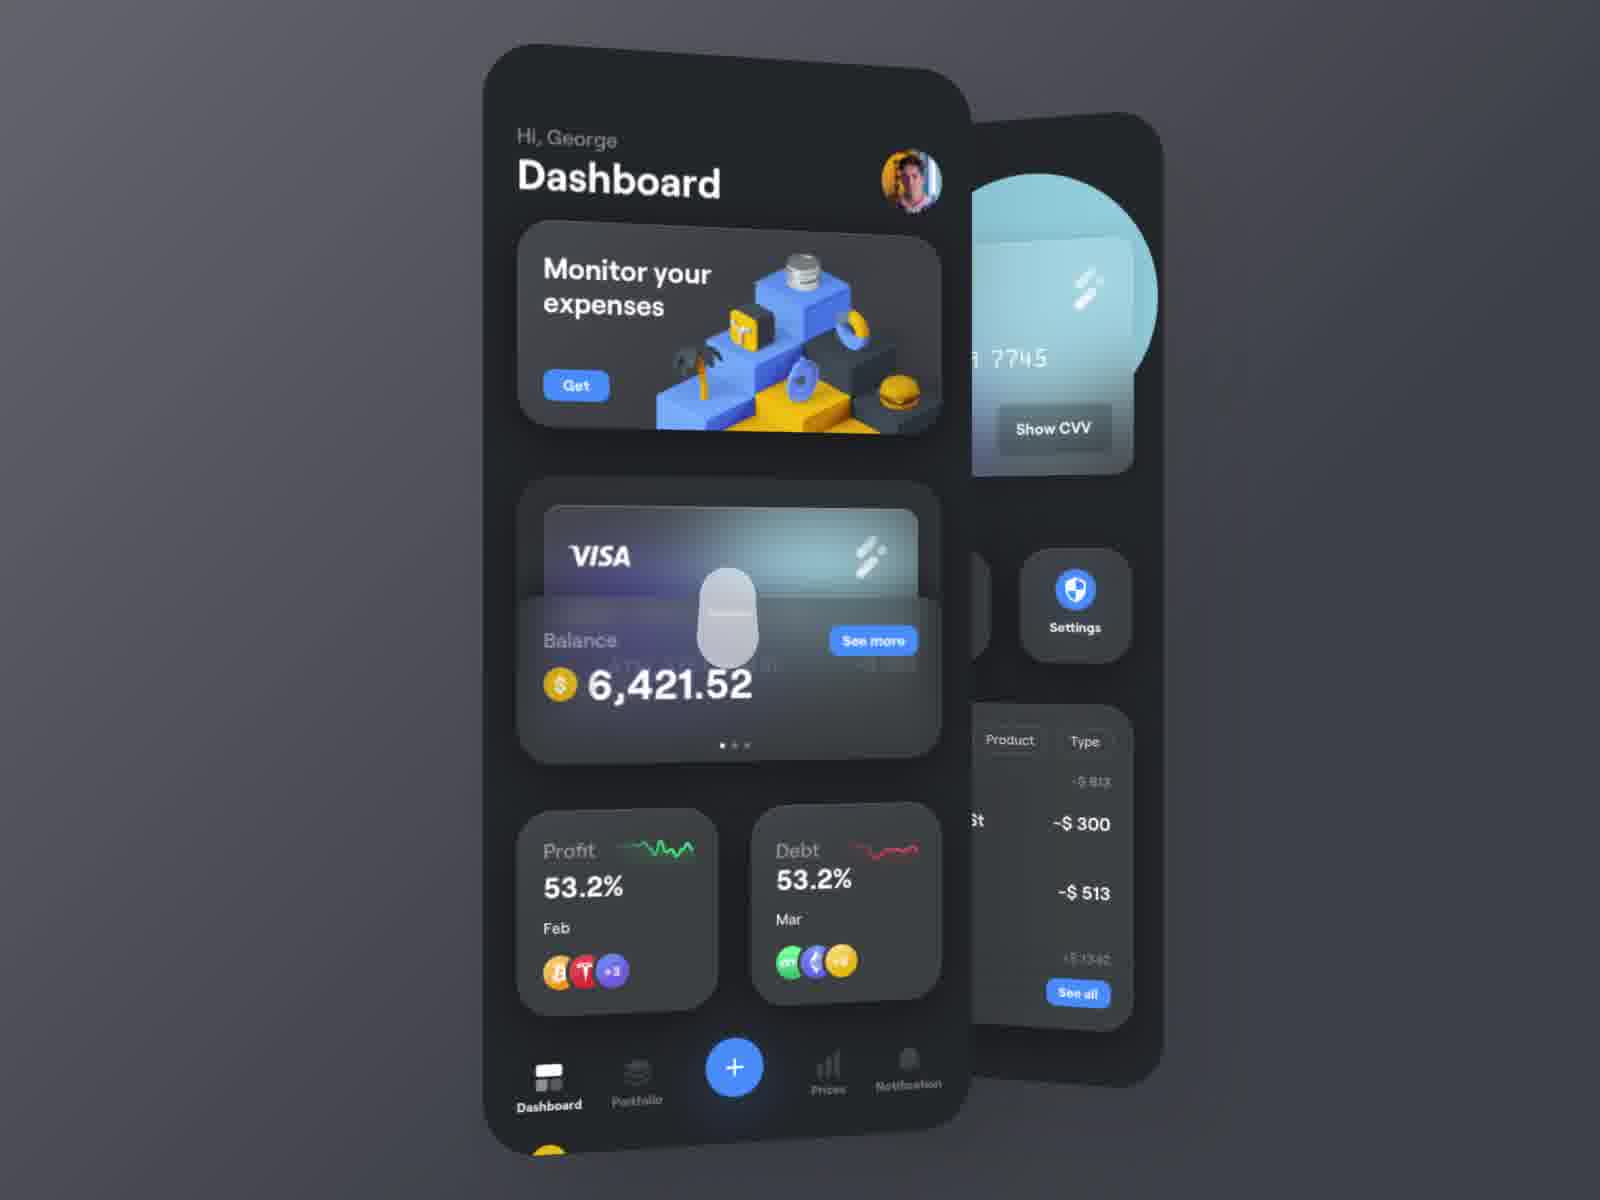 Hi, George
Dashboard
Monitor your
expenses
Get
VISA
Balance
See more
$ 6,421.52
Profit
53.2%
Feb
+3
Debt
53.2%
Mar
Dashboard
Portfolio
+
Prices
Notification
7745
Show CVV
Settings
Product
Type
-$ 813
St
-$ 300
-$ 513
See all